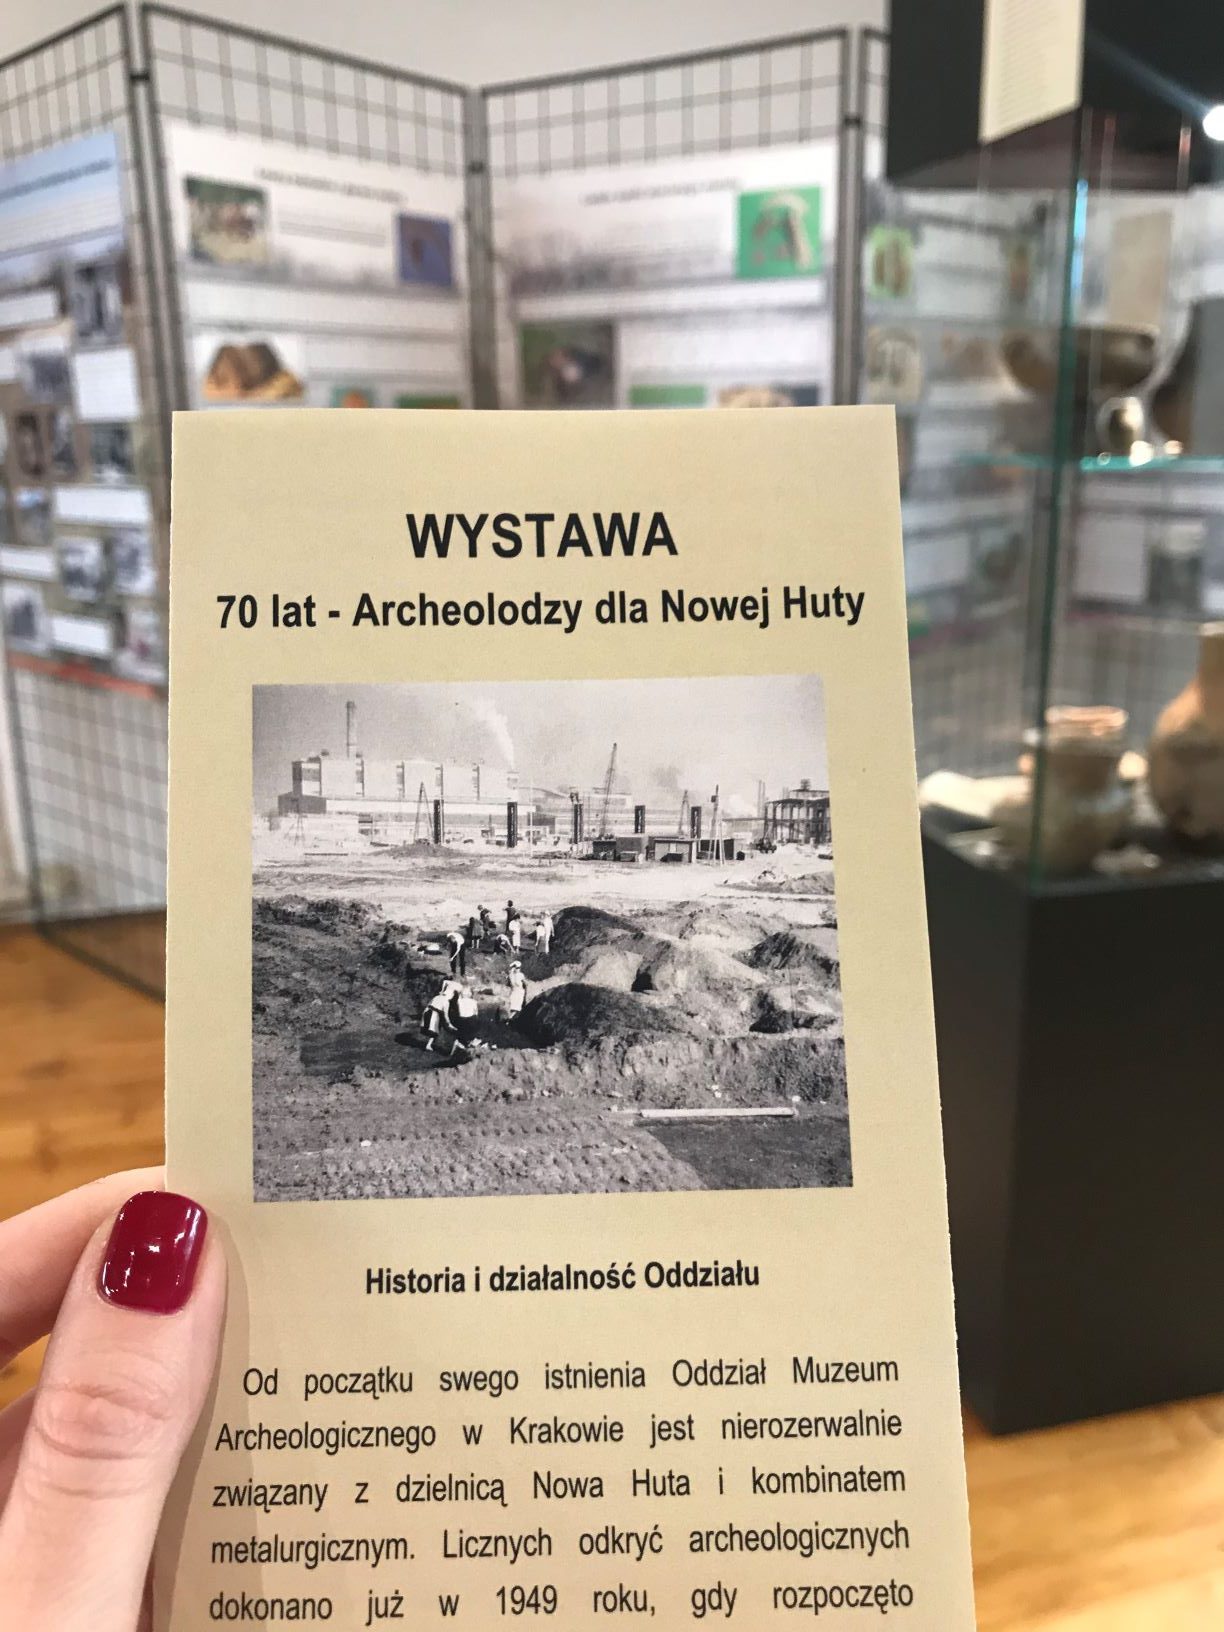 WYSTAWA
70 lat - Archeolodzy dla Nowej Huty
Historia i działalność Oddziału
Od początku swego istnienia Oddział Muzeum
Archeologicznego w Krakowie jest nierozerwalnie
związany z dzielnicą Nowa Huta i kombinatem
metalurgicznym. Licznych odkryć archeologicznych
dokonano już w 1949 roku, gdy rozpoczęto